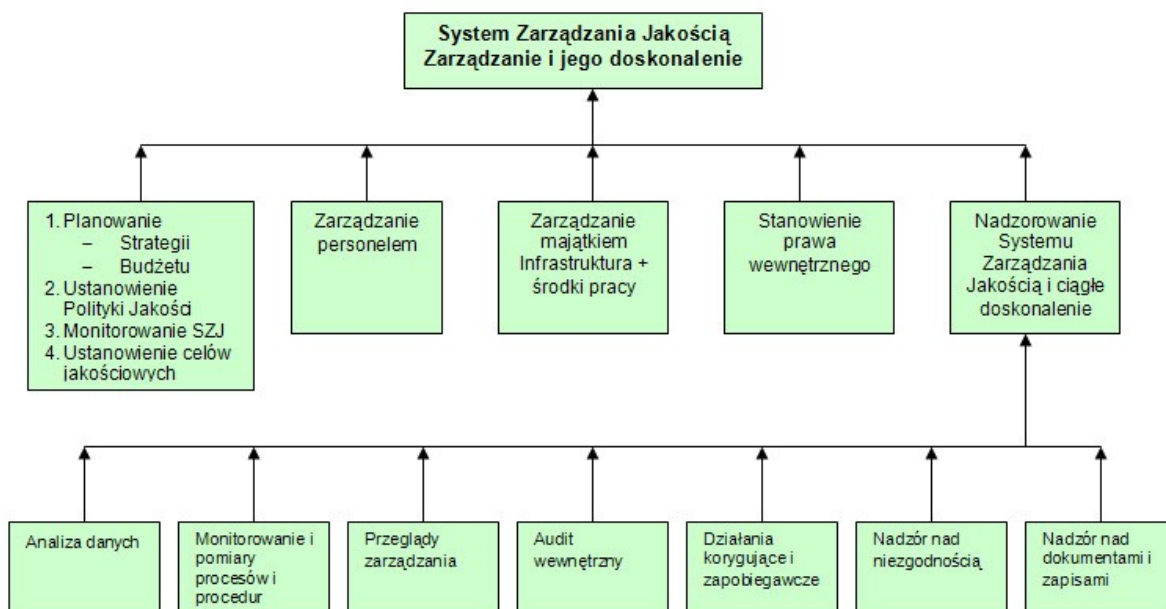 System Zarządzania Jakością
Zarządzanie i jego doskonalenie
1. Planowanie
– Strategii
– Budżetu
2. Ustanowienie
Polityki Jakości
3. Monitorowanie SZJ
4. Ustanowienie celów
jakościowych
Zarządzanie
personelem
Zarządzanie
majątkiem
Infrastruktura +
środki pracy
Stanowienie
prawa
wewnętrznego
Nadzorowanie
Systemu
Zarządzania
Jakością i ciągłe
doskonalenie
Analiza danych
Monitorowanie i
pomiary
procesów i
procedur
Przeglądy
zarządzania
Audit
wewnętrzny
Działania
korygujące i
zapobiegawcze
Nadzór nad
niezgodnością
Nadzór nad
dokumentami i
zapisami